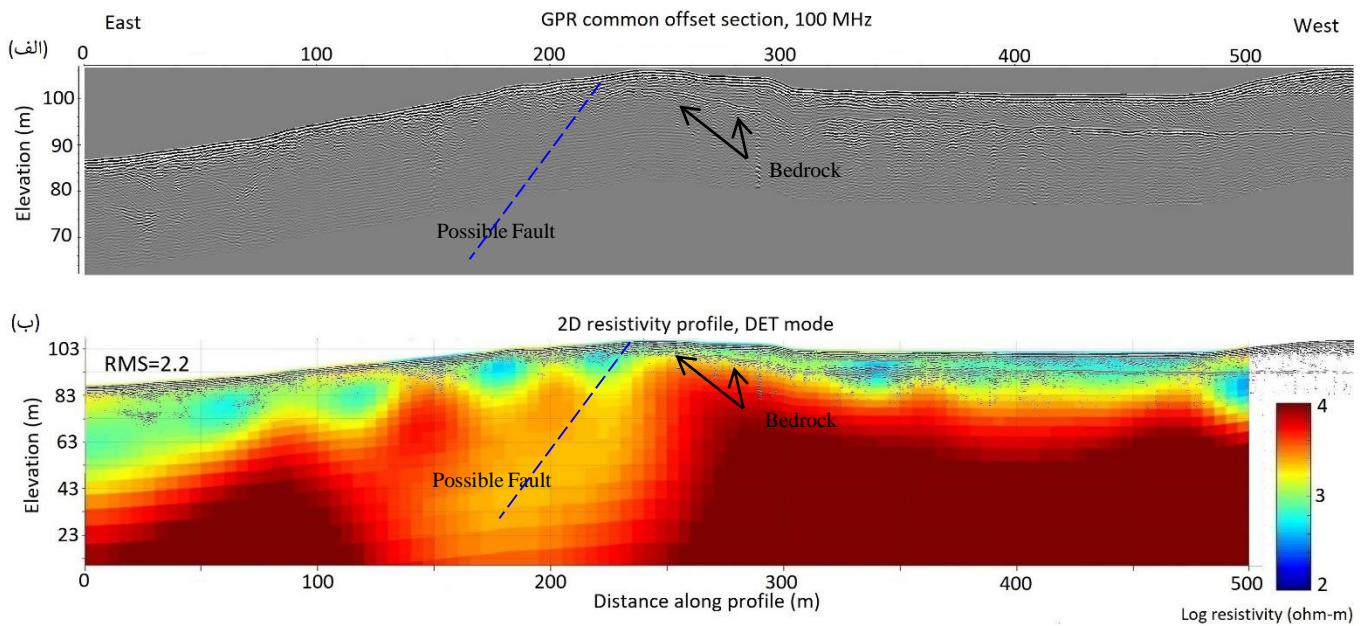 East GPR common offset section, 100 MHz West
(الف)
0 100 200 300 400 500
Elevation (m)
100
90
80
70
Bedrock
Possible Fault
(ب)
2D resistivity profile, DET mode
RMS=2.2
Elevation (m)
103
83
63
43
23
Bedrock
Possible Fault
4
3
2
0 100 200 300 400 500
Distance along profile (m)
Log resistivity (ohm-m)